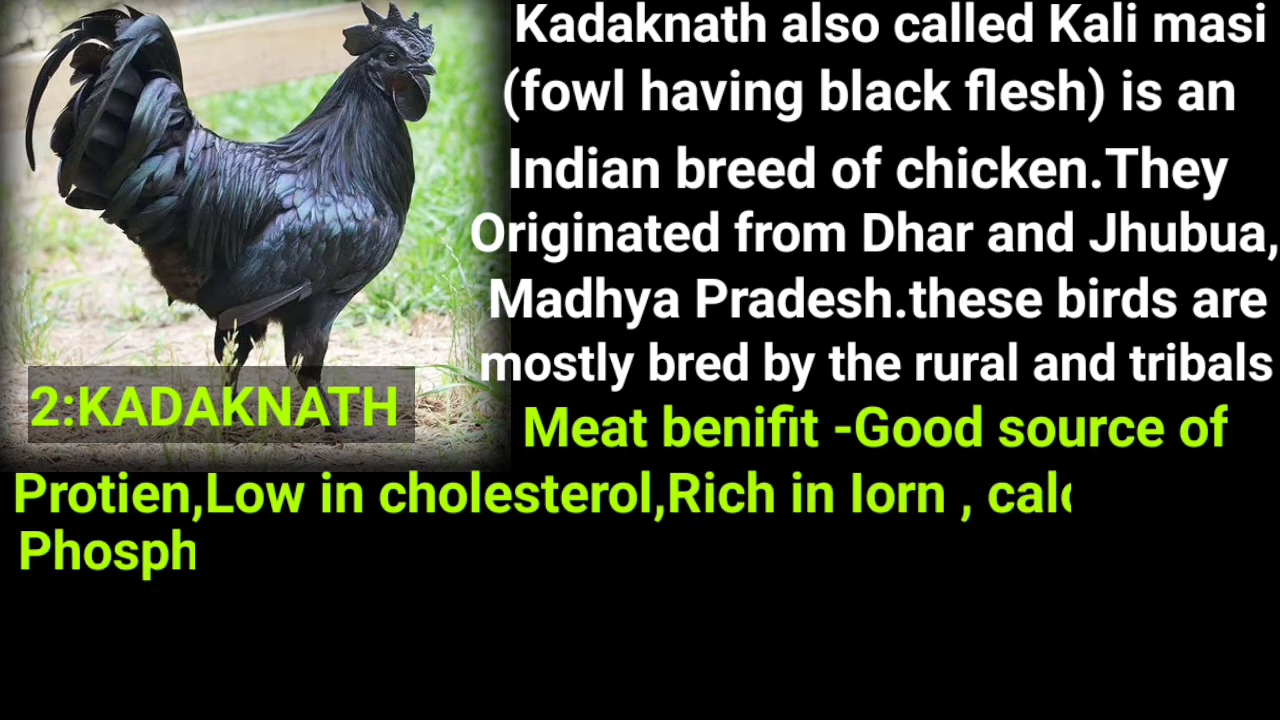 Kadaknath also called Kali masi
(fowl having black flesh) is an
Indian breed of chicken.They
Originated from Dhar and Jhubua,
Madhya Pradesh.these birds are
mostly bred by the rural and tribals
2:KADAKNATH
Meat benifit -Good source of
Protien,Low in cholesterol,Rich in Iorn ,